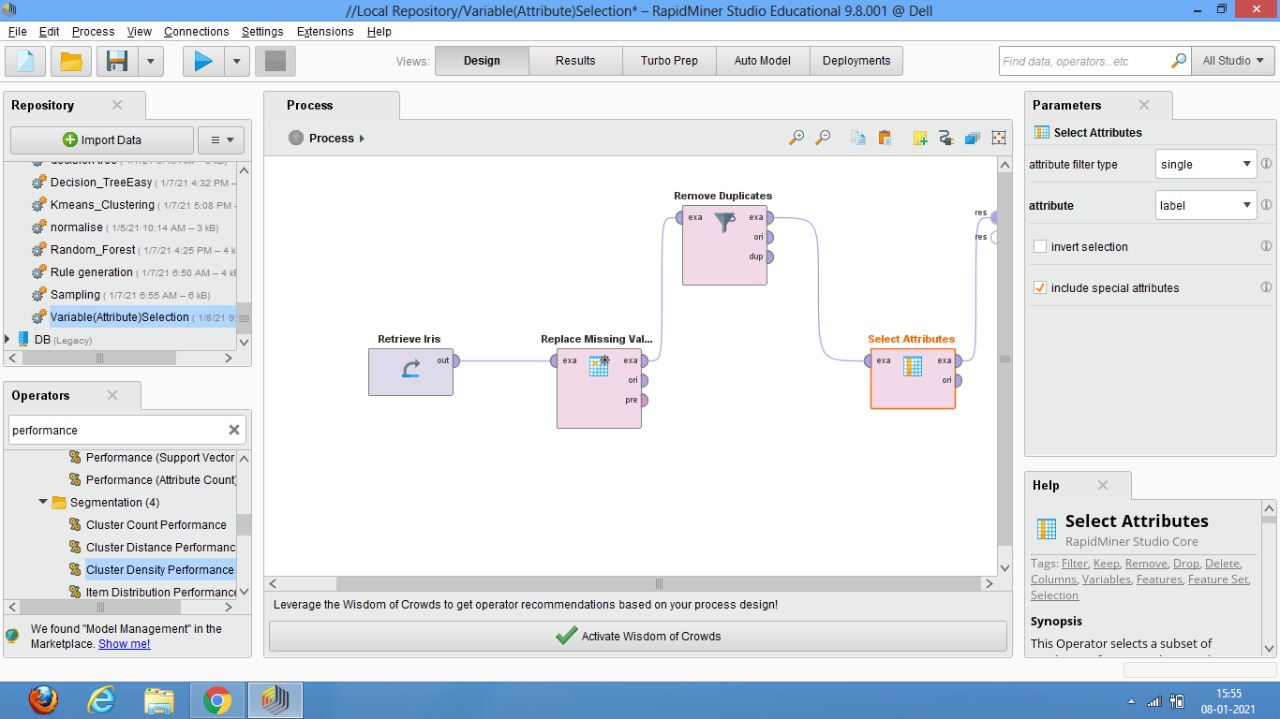 //Local Repository/Variable(Attribute)Selection* – RapidMiner Studio Educational 9.8.001 @ Dell
File Edit Process View Connections Settings Extensions Help
Views: Design Results Turbo Prep Auto Model Deployments
Find data, operators...etc
All Studio
Repository
Import Data
Decision_TreeEasy ( 1/7/21 4:32 PM –
Kmeans_Clustering ( 1/7/21 5:08 PM -
normalise ( 1/6/21 10:14 AM – 3 kB)
Random_Forest ( 1/7/21 4:25 PM – 4 k
Rule generation ( 1/7/21 6:50 AM – 4 kB
Sampling ( 1/7/21 6:55 AM – 6 kB)
Variable(Attribute)Selection ( 1/8/21 9:
DB (Legacy)
Operators
performance
Performance (Support Vector
Performance (Attribute Count)
Segmentation (4)
Cluster Count Performance
Cluster Distance Performanc
Cluster Density Performance
Item Distribution Performance
We found "Model Management" in the
Marketplace. Show me!
Process
Process
Remove Duplicates
exa exa
ori
dup
res
res
Retrieve Iris
out
Replace Missing Val...
exa exa
ori
pre
Select Attributes
exa exa
ori
Leverage the Wisdom of Crowds to get operator recommendations based on your process design!
Activate Wisdom of Crowds
Parameters
Select Attributes
attribute filter type single
attribute label
invert selection
include special attributes
Help
Select Attributes
RapidMiner Studio Core
Tags: Filter, Keep, Remove, Drop, Delete,
Columns, Variables, Features, Feature Set,
Selection
Synopsis
This Operator selects a subset of
15:55
08-01-2021